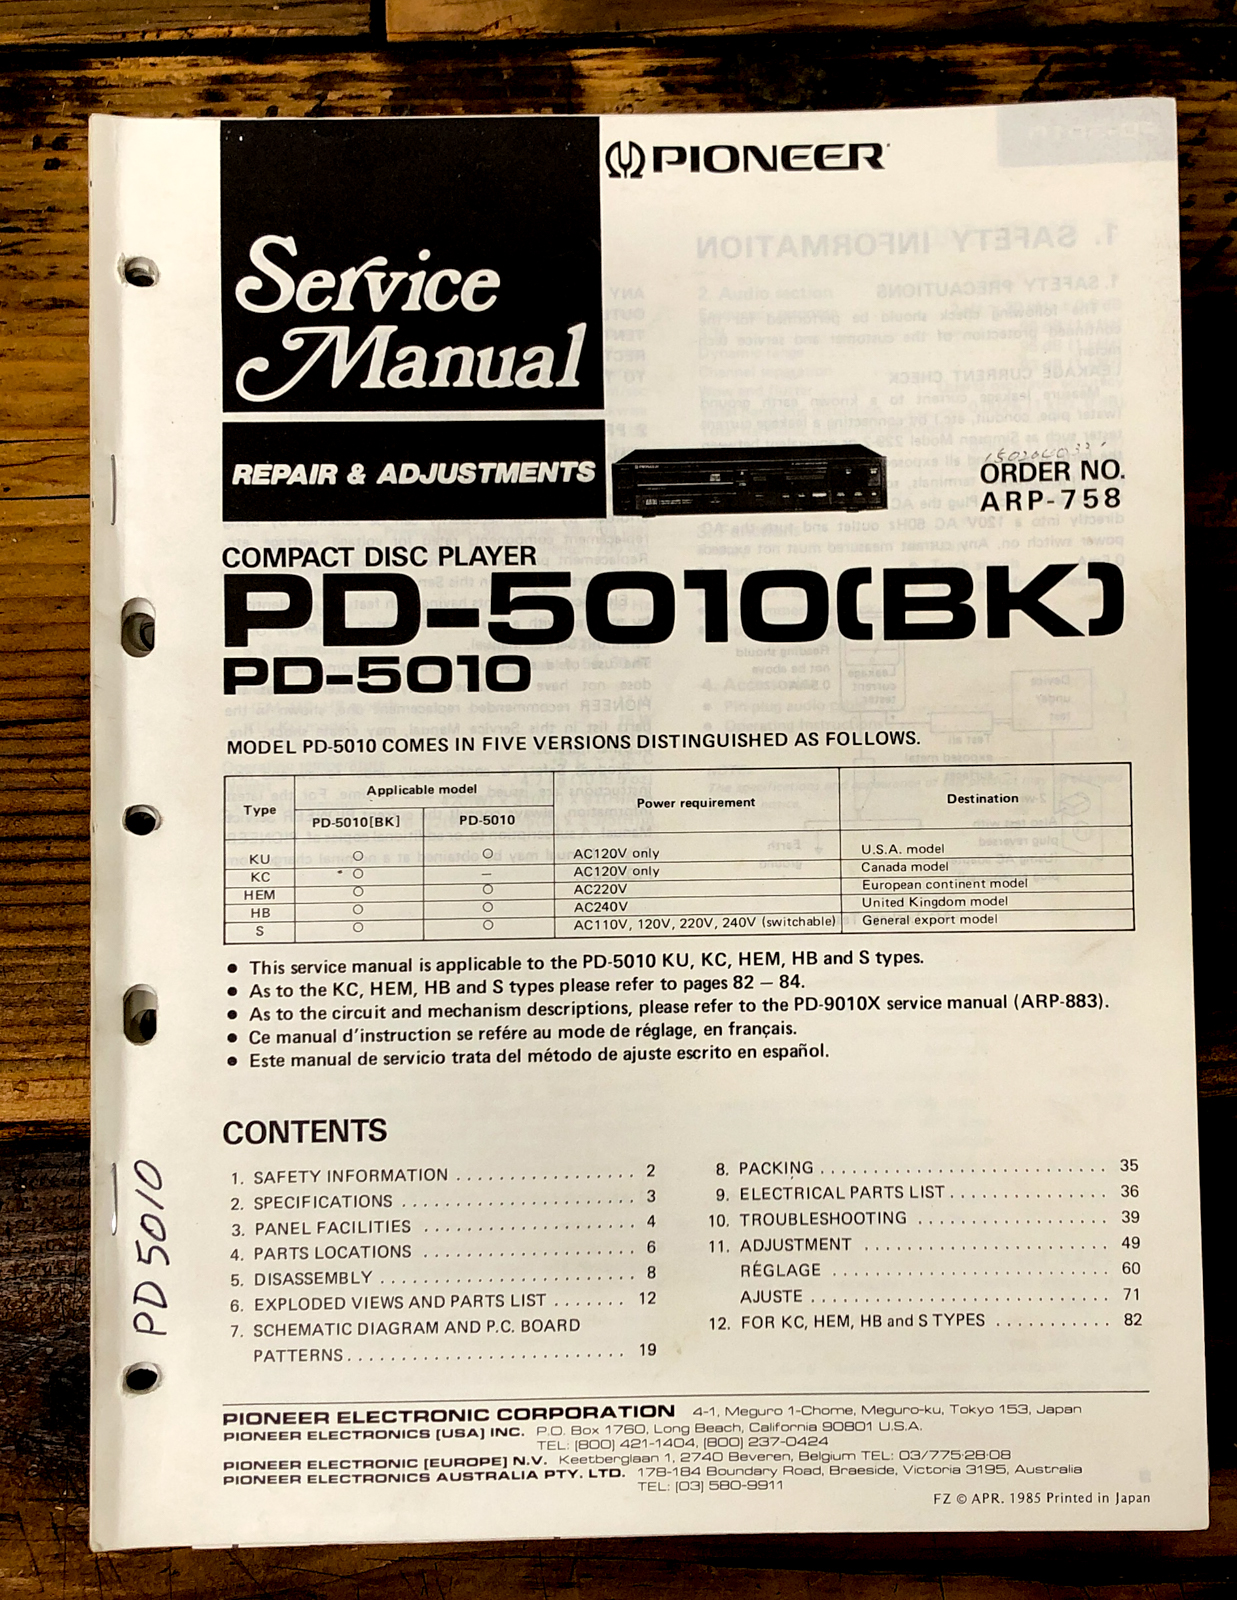 PIONEER
Service
Manual
REPAIR & ADJUSTMENTS
ORDER NO.
ARP-758
COMPACT DISC PLAYER
PD-5010(BK)
PD-5010
MODEL PD-5010 COMES IN FIVE VERSIONS DISTINGUISHED AS FOLLOWS.
Type Applicable model Power requirement Destination
PD-5010[BK] PD-5010
KU ○ ○ AC120V only U.S.A. model
KC ○ — AC120V only Canada model
HEM ○ ○ AC220V European continent model
HB ○ ○ AC240V United Kingdom model
S ○ ○ AC110V, 120V, 220V, 240V (switchable) General export model
● This service manual is applicable to the PD-5010 KU, KC, HEM, HB and S types.
● As to the KC, HEM, HB and S types please refer to pages 82 – 84.
● As to the circuit and mechanism descriptions, please refer to the PD-9010X service manual (ARP-883).
● Ce manual d'instruction se refére au mode de réglage, en français.
● Este manual de servicio trata del método de ajuste escrito en español.
CONTENTS
1. SAFETY INFORMATION ................. 2
2. SPECIFICATIONS ...................... 3
3. PANEL FACILITIES .................... 4
4. PARTS LOCATIONS .................... 6
5. DISASSEMBLY ........................ 8
6. EXPLODED VIEWS AND PARTS LIST ....... 12
7. SCHEMATIC DIAGRAM AND P.C. BOARD
PATTERNS.......................... 19
8. PACKING ........................... 35
9. ELECTRICAL PARTS LIST .................. 36
10. TROUBLESHOOTING .................. 39
11. ADJUSTMENT ....................... 49
RÉGLAGE .......................... 60
AJUSTE ............................ 71
12. FOR KC, HEM, HB and S TYPES ........... 82
PIONEER ELECTRONIC CORPORATION 4-1, Meguro 1-Chome, Meguro-ku, Tokyo 153, Japan
PIONEER ELECTRONICS [USA] INC. P.O. Box 1760, Long Beach, California 90801 U.S.A.
TEL: [800] 421-1404, [800] 237-0424
PIONEER ELECTRONIC [EUROPE] N.V. Keetberglaan 1, 2740 Beveren, Belgium TEL: 03/775·28·08
PIONEER ELECTRONICS AUSTRALIA PTY. LTD. 178-184 Boundary Road, Braeside, Victoria 3195, Australia
TEL: [03] 580-9911
FZ © APR. 1985 Printed in Japan
PD 5010